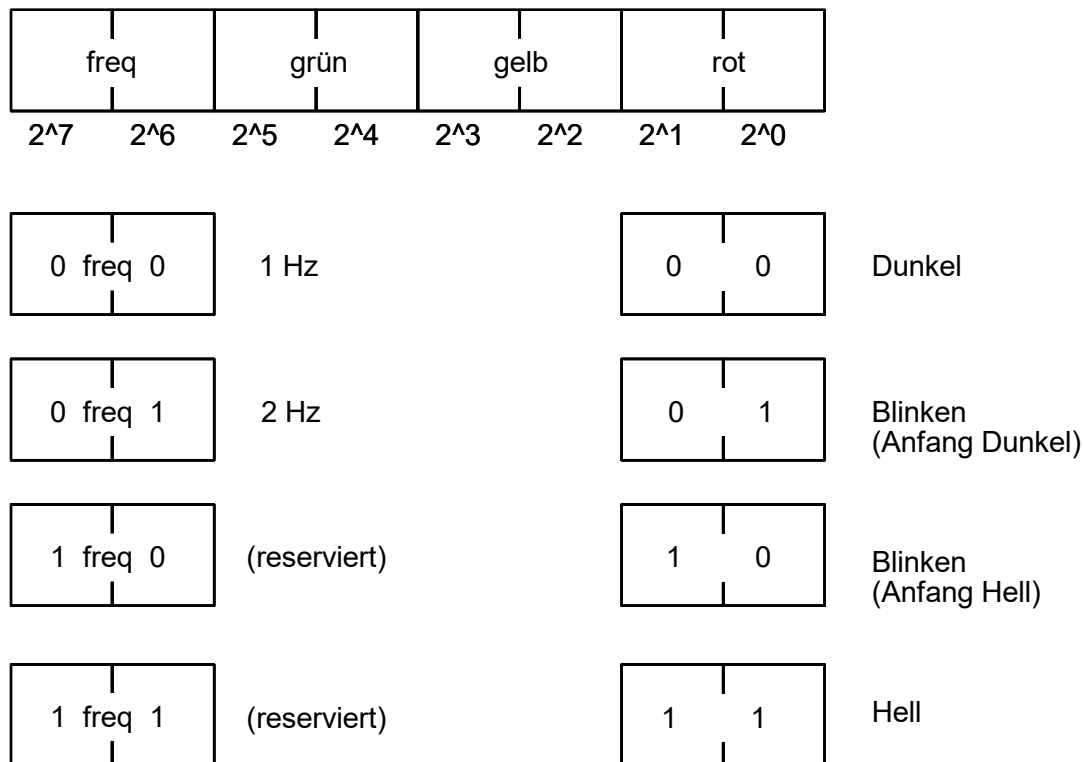 freq grün gelb rot
2^7 2^6 2^5 2^4 2^3 2^2 2^1 2^0
0 freq 0 1 Hz 0 0 Dunkel
0 freq 1 2 Hz 0 1 Blinken
(Anfang Dunkel)
1 freq 0 (reserviert) 1 0 Blinken
(Anfang Hell)
1 freq 1 (reserviert) 1 1 Hell